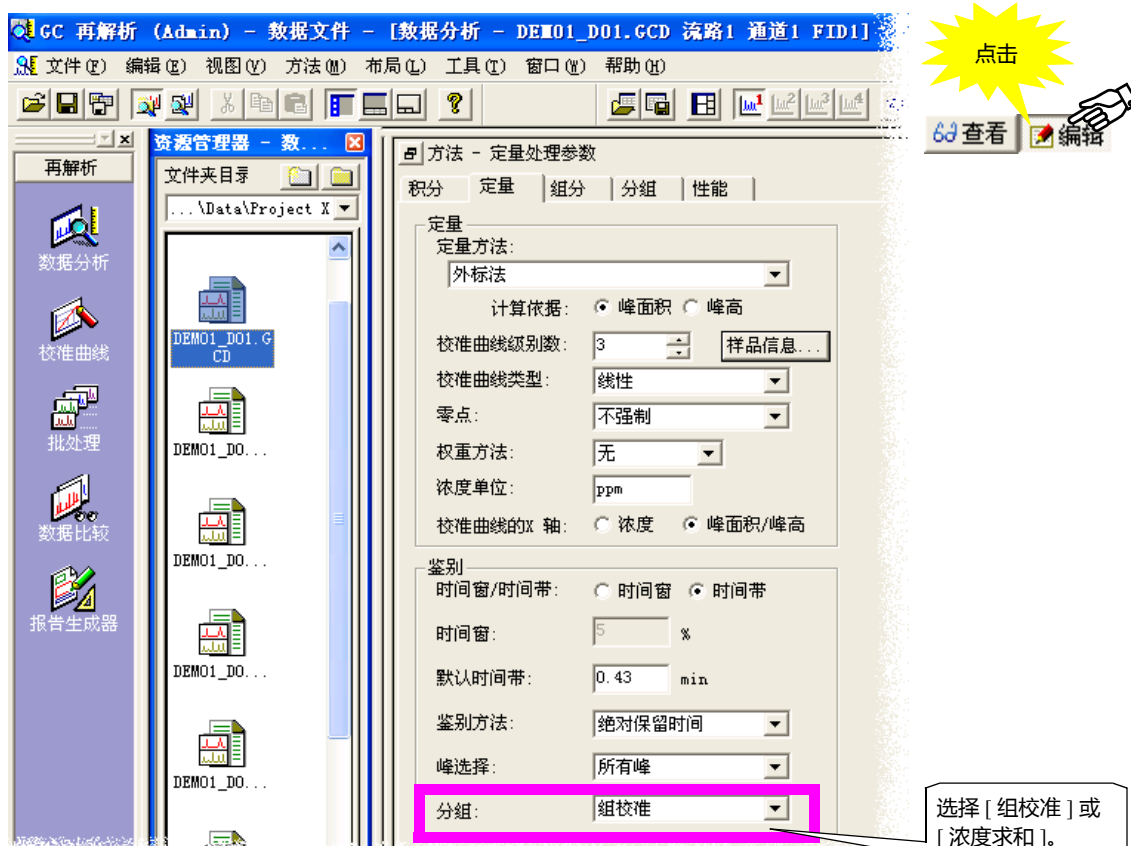 GC 再解析 (Admin) - 数据文件 - [数据分析 - DEMO1_D01.GCD 流路1 通道1 FID1]
文件(F) 编辑(E) 视图(V) 方法(M) 布局(L) 工具(T) 窗口(W) 帮助(H)
点击
查看 编辑
再解析
数据分析
校准曲线
批处理
数据比较
报告生成器
资源管理器 - 数...
文件夹目录
...\Data\Project X
DEMO1_D01.G
CD
DEMO1_D0...
DEMO1_D0...
DEMO1_D0...
DEMO1_D0...
方法 - 定量处理参数
积分 定量 组分 分组 性能
定量
定量方法:
外标法
计算依据: 峰面积 峰高
校准曲线级别数: 3 样品信息...
校准曲线类型: 线性
零点: 不强制
权重方法: 无
浓度单位: ppm
校准曲线的X 轴: 浓度 峰面积/峰高
鉴别
时间窗/时间带: 时间窗 时间带
时间窗: 5 %
默认时间带: 0.43 min
鉴别方法: 绝对保留时间
峰选择: 所有峰
分组: 组校准
选择 [ 组校准 ] 或
[ 浓度求和 ]。